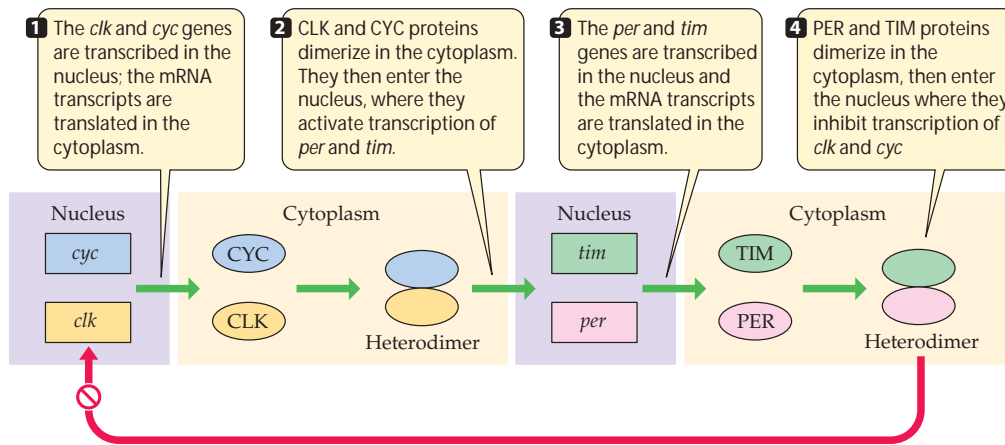 1 The clk and cyc genes
are transcribed in the
nucleus; the mRNA
transcripts are
translated in the
cytoplasm.
2 CLK and CYC proteins
dimerize in the cytoplasm.
They then enter the
nucleus, where they
activate transcription of
per and tim.
3 The per and tim
genes are transcribed
in the nucleus and
the mRNA transcripts
are translated in the
cytoplasm.
4 PER and TIM proteins
dimerize in the
cytoplasm, then enter
the nucleus where they
inhibit transcription of
clk and cyc
Nucleus
cyc
clk
Cytoplasm
CYC
CLK
Heterodimer
Nucleus
tim
per
Cytoplasm
TIM
PER
Heterodimer